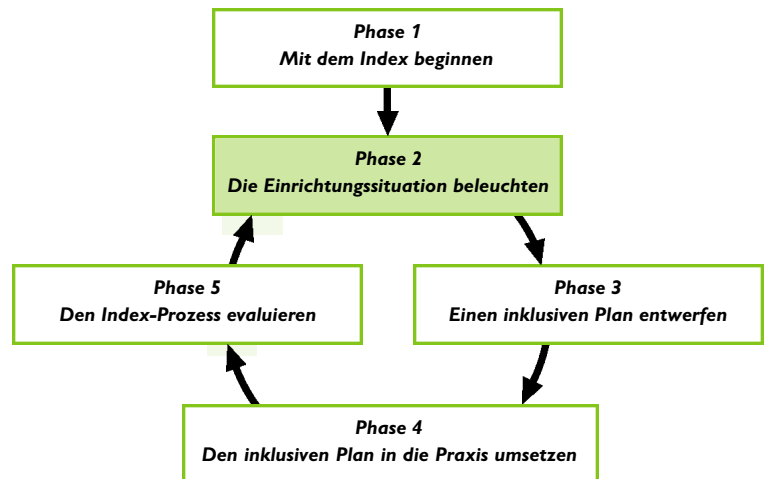 Phase 1
Mit dem Index beginnen
Phase 2
Die Einrichtungssituation beleuchten
Phase 5
Den Index-Prozess evaluieren
Phase 3
Einen inklusiven Plan entwerfen
Phase 4
Den inklusiven Plan in die Praxis umsetzen